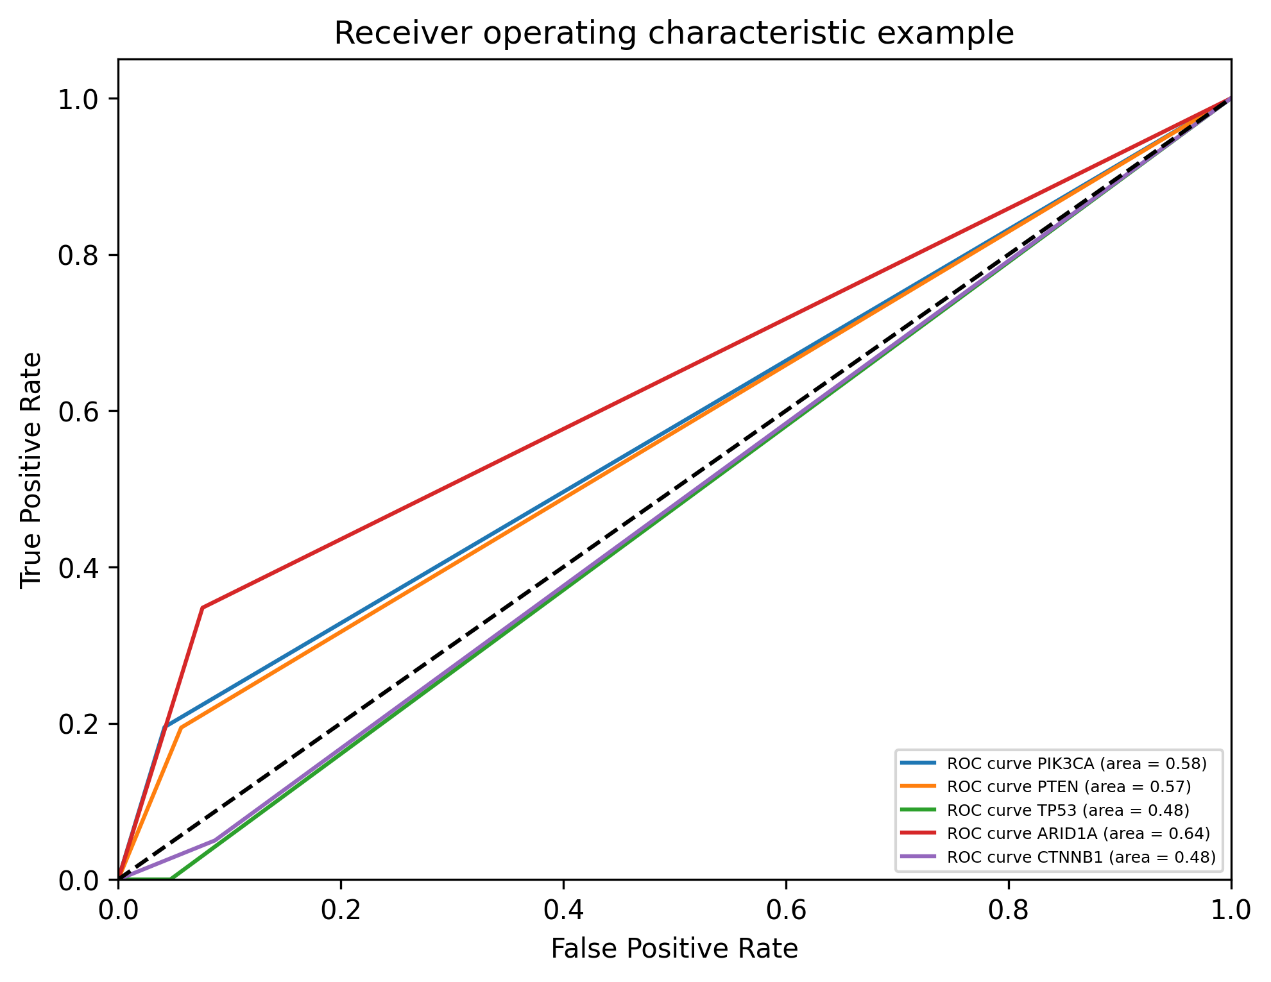 Receiver operating characteristic example
True Positive Rate
1.0
0.8
0.6
0.4
0.2
0.0
0.0 0.2 0.4 0.6 0.8 1.0
False Positive Rate
ROC curve PIK3CA (area = 0.58)
ROC curve PTEN (area = 0.57)
ROC curve TP53 (area = 0.48)
ROC curve ARID1A (area = 0.64)
ROC curve CTNNB1 (area = 0.48)